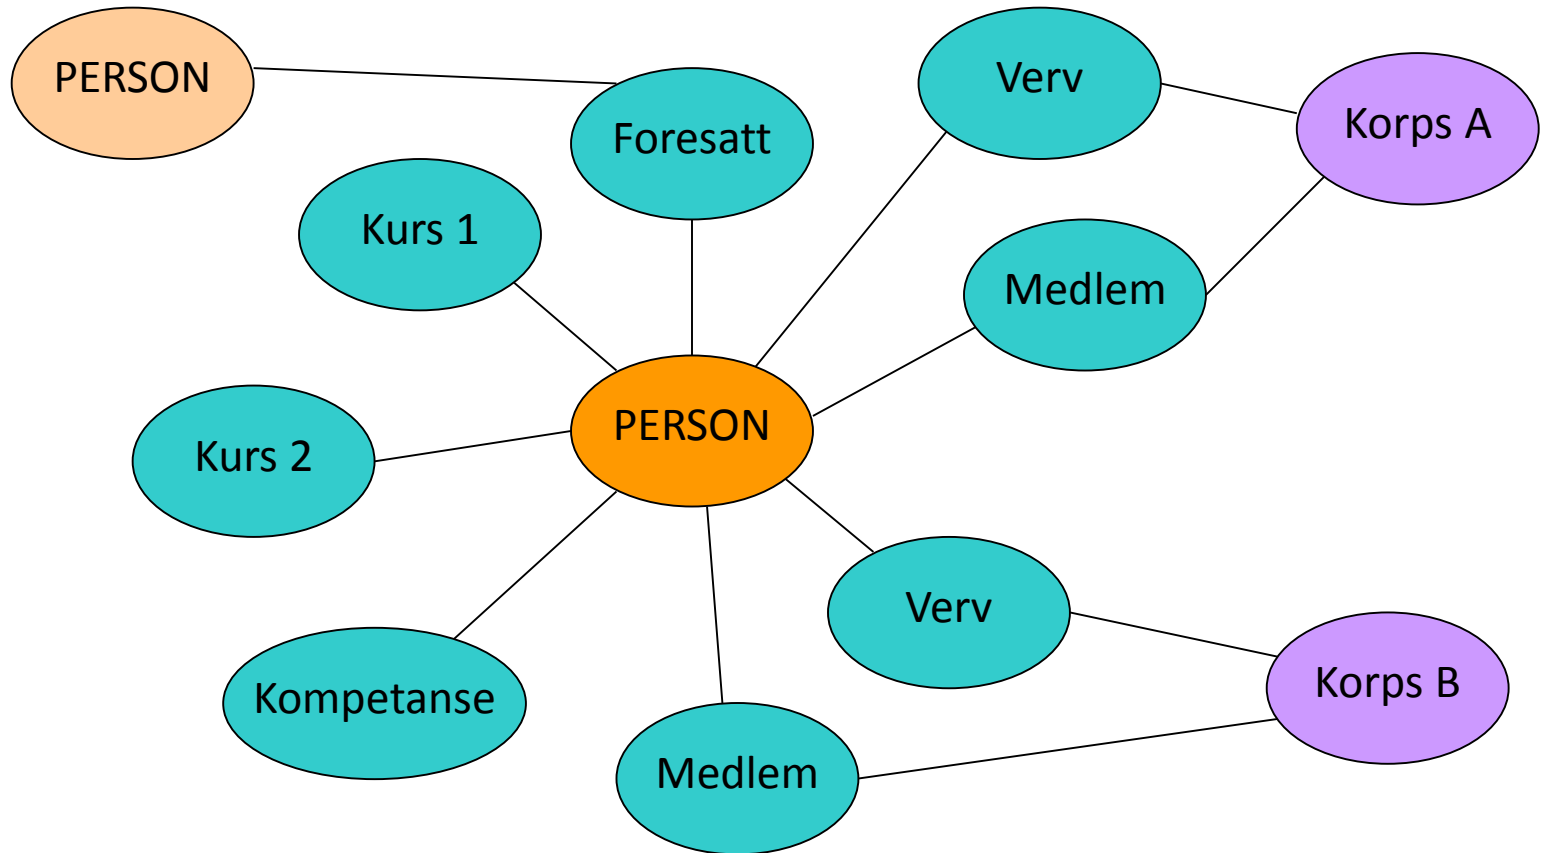 PERSON
Verv
Korps A
Foresatt
Kurs 1
Medlem
PERSON
Kurs 2
Verv
Korps B
Kompetanse
Medlem